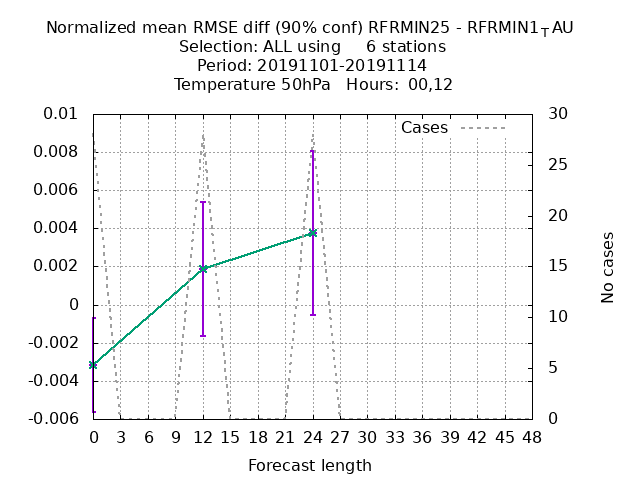 Normalized mean RMSE diff (90% conf) RFRMIN25 - RFRMIN1TAU
Selection: ALL using 6 stations
Period: 20191101-20191114
Temperature 50hPa Hours: 00,12
0.01
0.008
0.006
0.004
0.002
0
-0.002
-0.004
-0.006
Cases
30
25
20
15
10
5
0
No cases
0 3 6 9 12 15 18 21 24 27 30 33 36 39 42 45 48
Forecast length